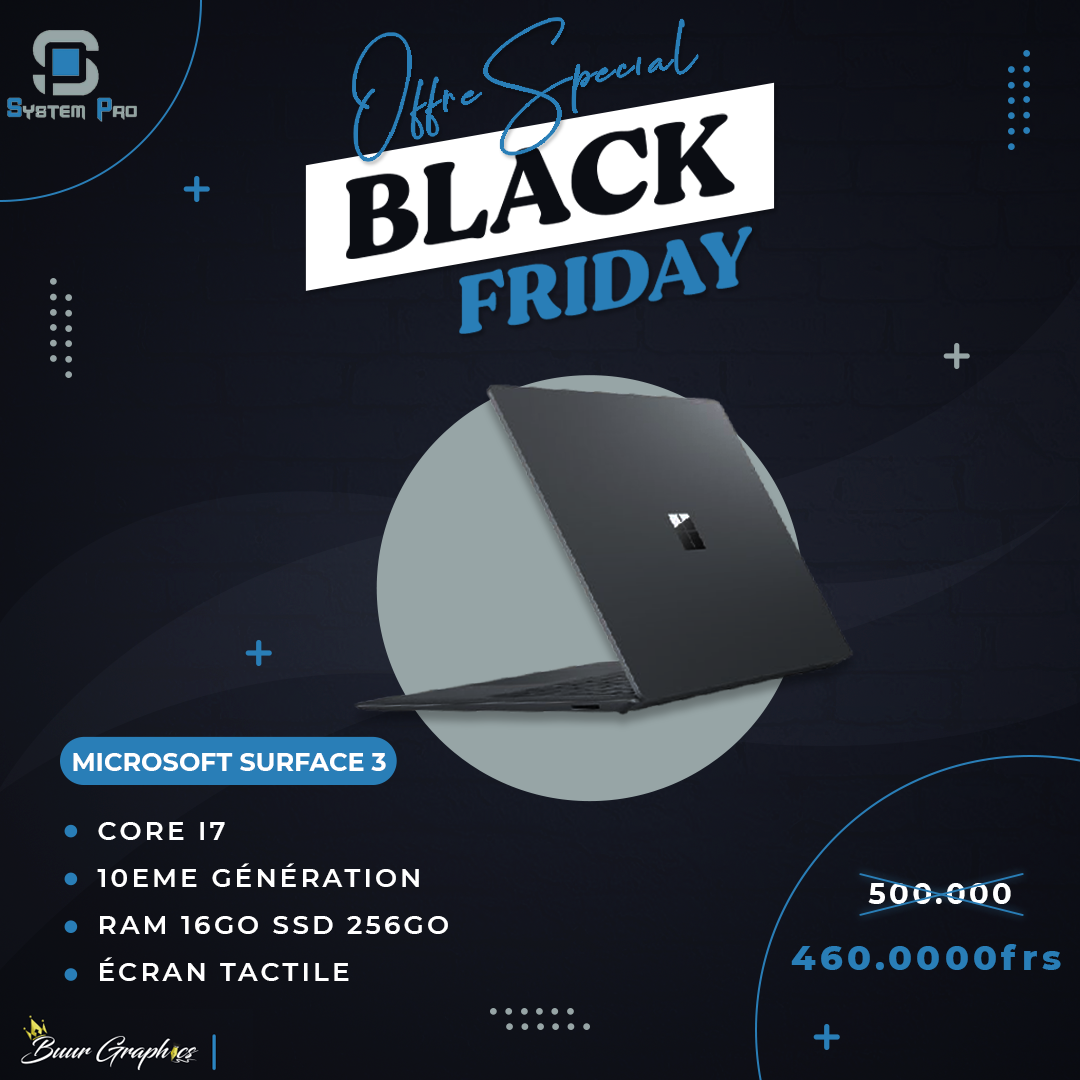 System Pro
Offre Special
BLACK
FRIDAY
MICROSOFT SURFACE 3
CORE I7
10EME GÉNÉRATION
RAM 16GO SSD 256GO
ÉCRAN TACTILE
500.000
460.0000frs
Buur Graphics